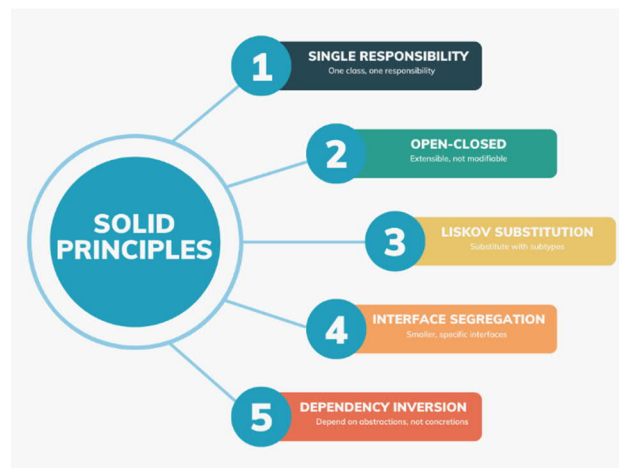 SOLID
PRINCIPLES
1
SINGLE RESPONSIBILITY
One class, one responsibility
2
OPEN-CLOSED
Extensible, not modifiable
3
LISKOV SUBSTITUTION
Substitute with subtypes
4
INTERFACE SEGREGATION
Smaller, specific interfaces
5
DEPENDENCY INVERSION
Depend on abstractions, not concretions